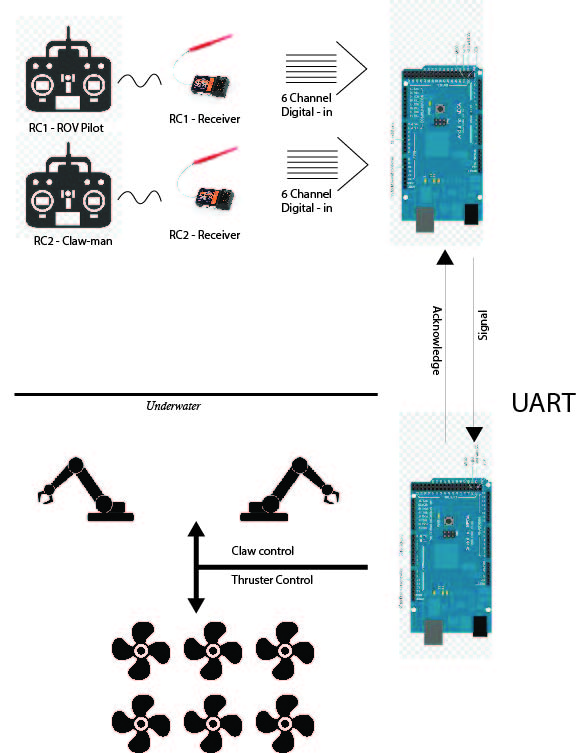 RC1 - ROV Pilot
RC1 - Receiver
6 Channel
Digital - in
RC2 - Claw-man
RC2 - Receiver
6 Channel
Digital - in
Acknowledge
Signal
UART
Underwater
Claw control
Thruster Control